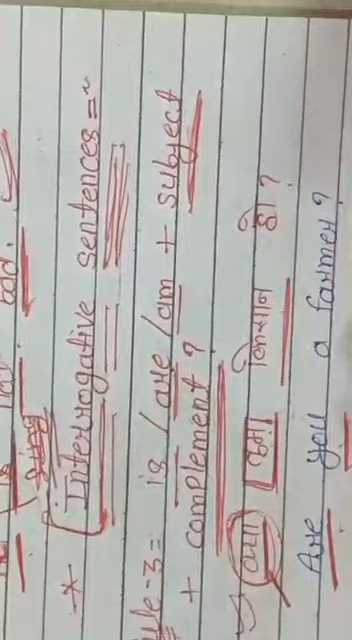 * Interrogative sentences =~
Rule-3 = is / are / am + subject
+ complement ?
क्या तुम किसान हो ?
Are you a farmer ?